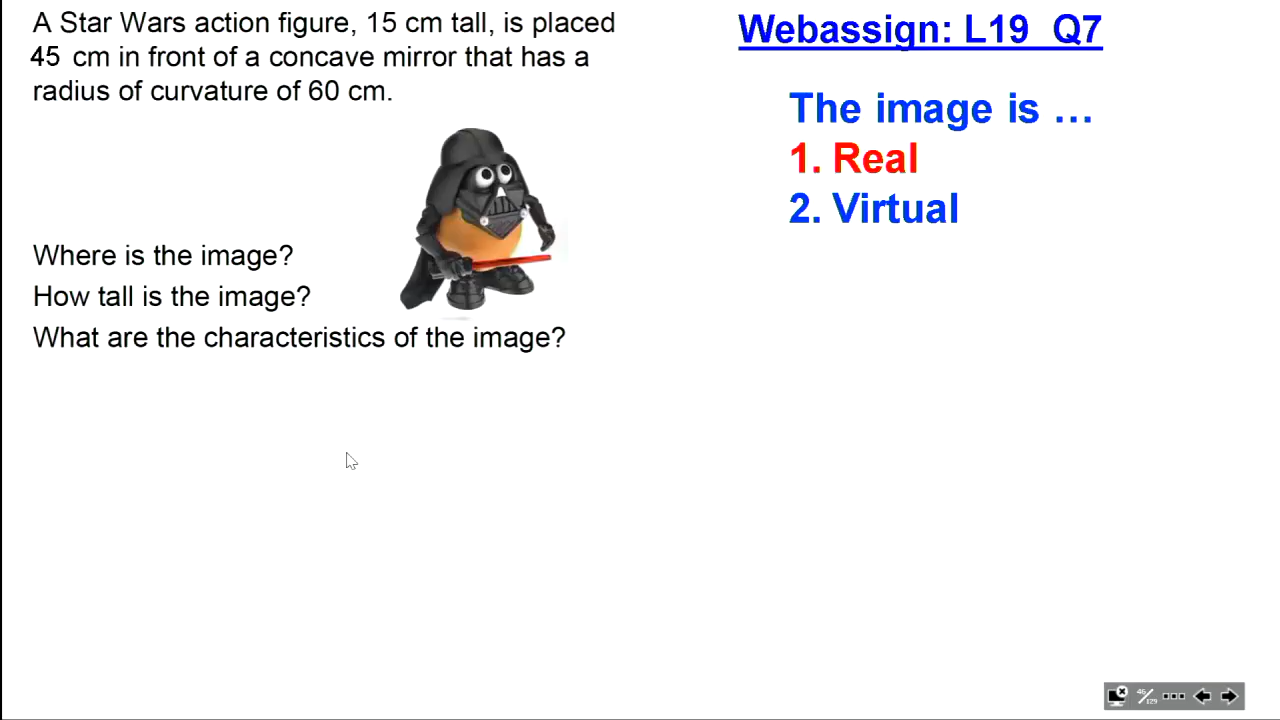 A Star Wars action figure, 15 cm tall, is placed
45 cm in front of a concave mirror that has a
radius of curvature of 60 cm.
Where is the image?
How tall is the image?
What are the characteristics of the image?
Webassign: L19 Q7
The image is …
1. Real
2. Virtual
46/129